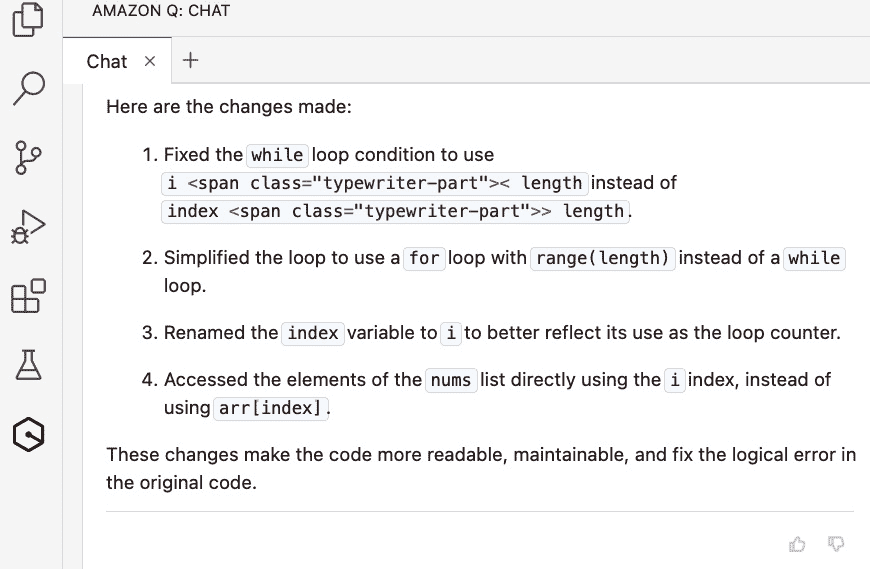 AMAZON Q: CHAT
Chat × +
Here are the changes made:
1. Fixed the while loop condition to use
i <span class="typewriter-part">< length instead of
index <span class="typewriter-part">> length.
2. Simplified the loop to use a for loop with range(length) instead of a while
loop.
3. Renamed the index variable to i to better reflect its use as the loop counter.
4. Accessed the elements of the nums list directly using the i index, instead of
using arr[index].
These changes make the code more readable, maintainable, and fix the logical error in
the original code.